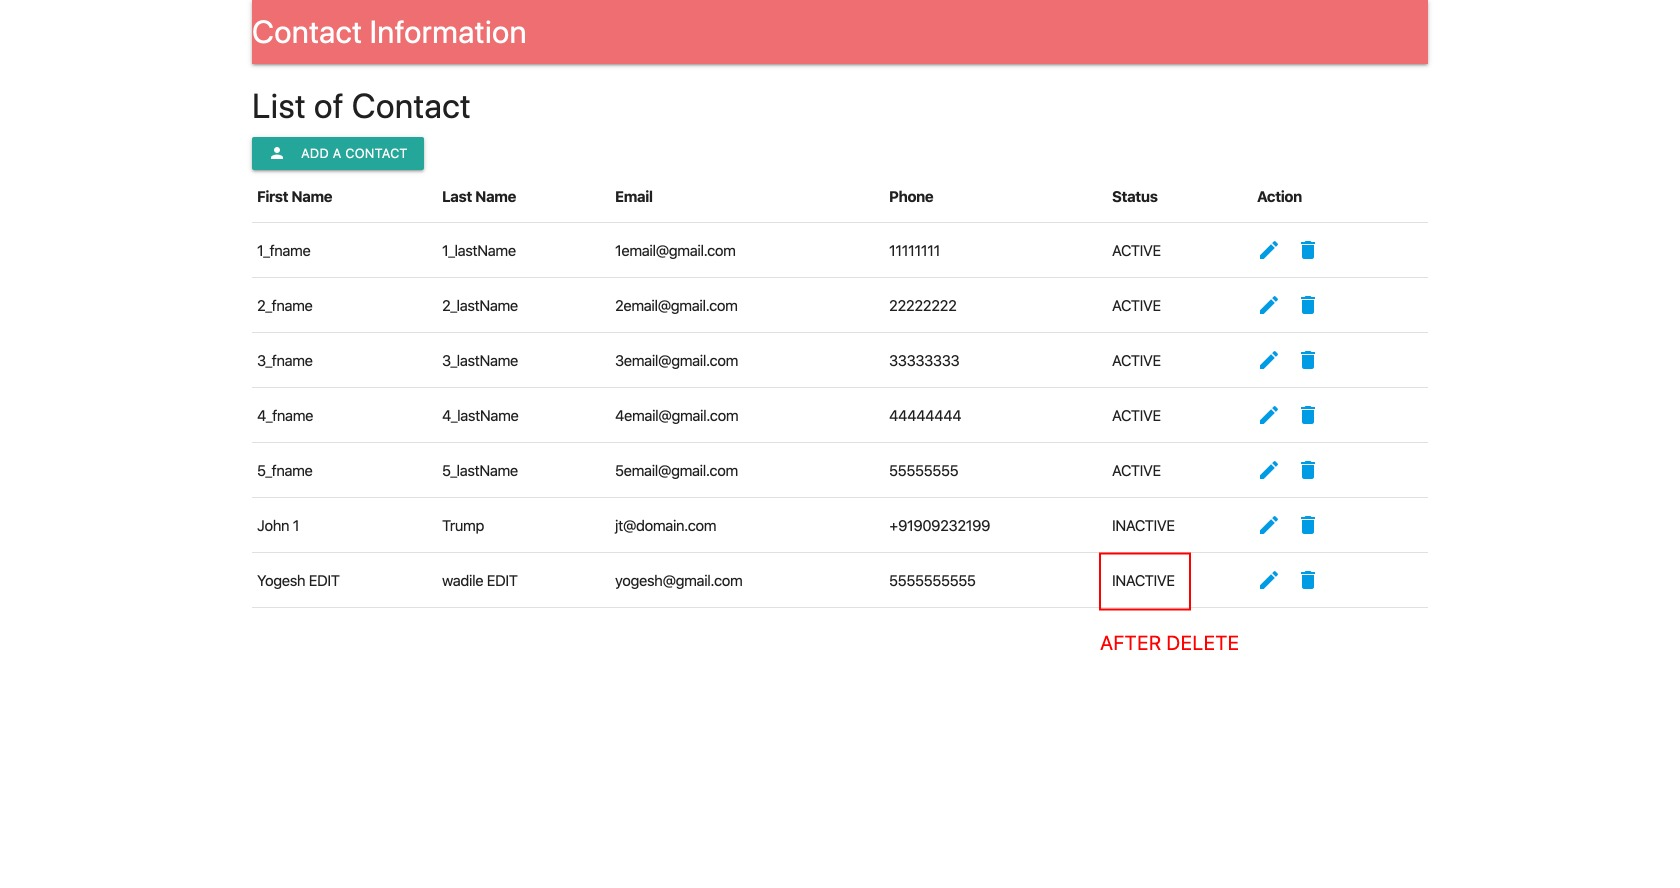 Contact Information
List of Contact
ADD A CONTACT
First Name Last Name Email Phone Status Action
1_fname 1_lastName 1email@gmail.com 11111111 ACTIVE
2_fname 2_lastName 2email@gmail.com 22222222 ACTIVE
3_fname 3_lastName 3email@gmail.com 33333333 ACTIVE
4_fname 4_lastName 4email@gmail.com 44444444 ACTIVE
5_fname 5_lastName 5email@gmail.com 55555555 ACTIVE
John 1 Trump jt@domain.com +91909232199 INACTIVE
Yogesh EDIT wadile EDIT yogesh@gmail.com 5555555555 INACTIVE
AFTER DELETE